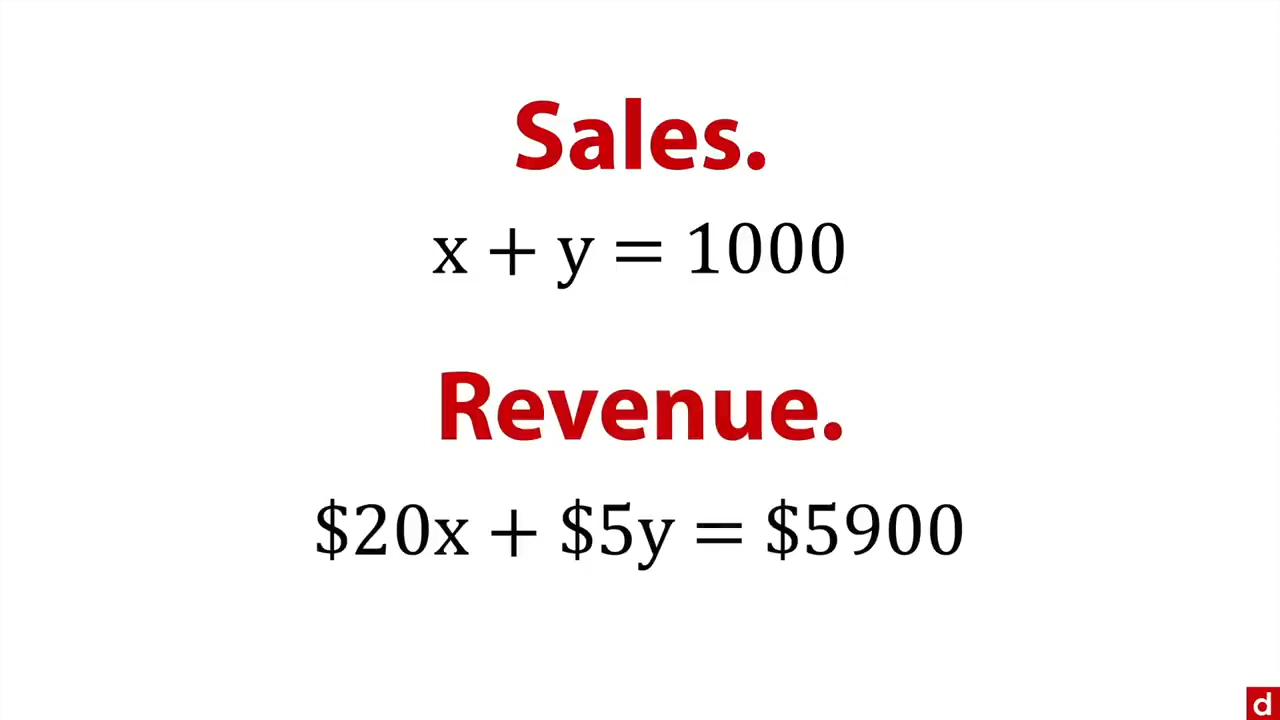 Sales.
x + y = 1000
Revenue.
$20x + $5y = $5900
d